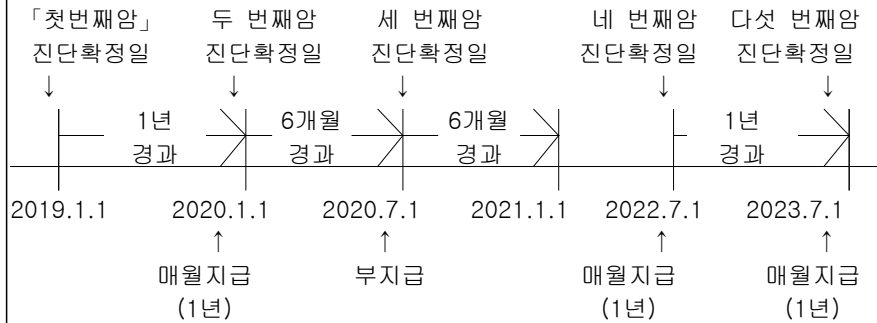 「첫번째암」 두 번째암 세 번째암 네 번째암 다섯 번째암
진단확정일 진단확정일 진단확정일 진단확정일 진단확정일
↓ ↓ ↓ ↓ ↓
1년 6개월 6개월 1년
경과 경과 경과 경과
2019.1.1 2020.1.1 2020.7.1 2021.1.1 2022.7.1 2023.7.1
↑ ↑ ↑ ↑
매월지급 부지급 매월지급 매월지급
(1년) (1년) (1년)